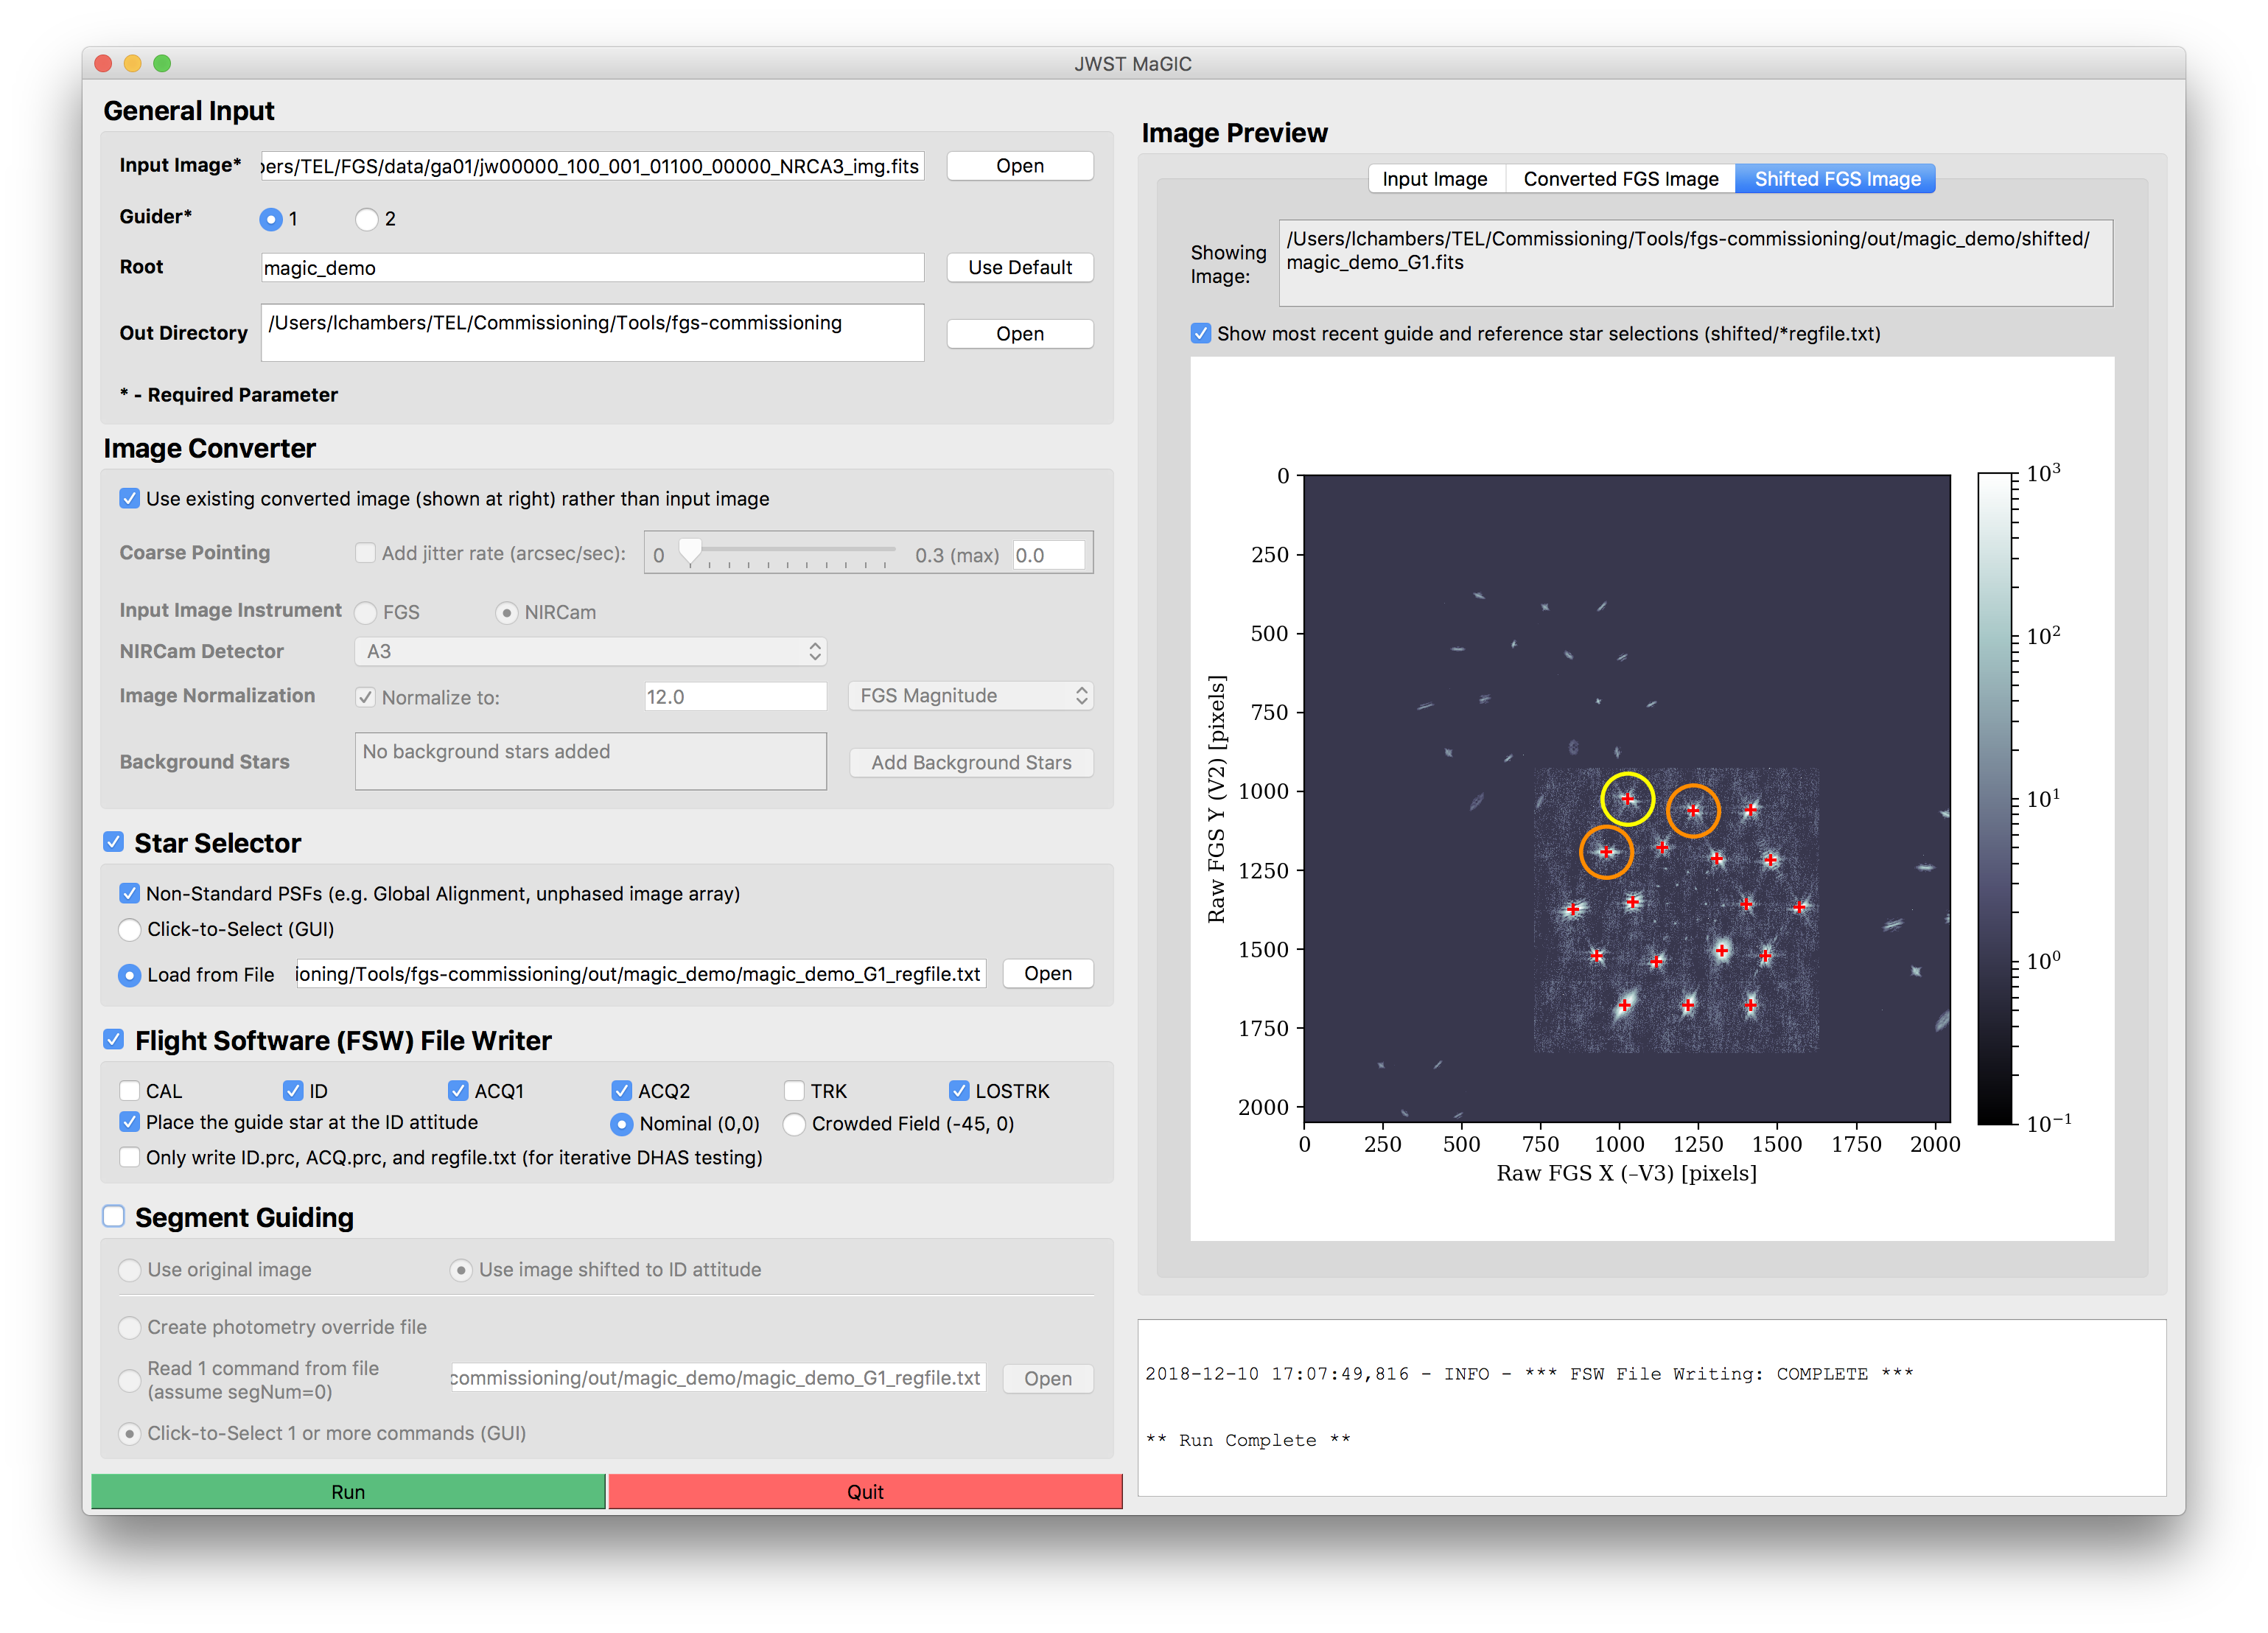 JWST MaGIC
General Input
Input Image* bers/TEL/FGS/data/ga01/jw00000_100_001_01100_00000_NRCA3_img.fits Open
Guider* 1 2
Root magic_demo Use Default
Out Directory /Users/lchambers/TEL/Commissioning/Tools/fgs-commissioning Open
* - Required Parameter
Image Converter
Use existing converted image (shown at right) rather than input image
Coarse Pointing Add jitter rate (arcsec/sec): 0 0.3 (max) 0.0
Input Image Instrument FGS NIRCam
NIRCam Detector A3
Image Normalization Normalize to: 12.0 FGS Magnitude
Background Stars No background stars added Add Background Stars
Star Selector
Non-Standard PSFs (e.g. Global Alignment, unphased image array)
Click-to-Select (GUI)
Load from File ioning/Tools/fgs-commissioning/out/magic_demo/magic_demo_G1_regfile.txt Open
Flight Software (FSW) File Writer
CAL ID ACQ1 ACQ2 TRK LOSTRK
Place the guide star at the ID attitude Nominal (0,0) Crowded Field (-45, 0)
Only write ID.prc, ACQ.prc, and regfile.txt (for iterative DHAS testing)
Segment Guiding
Use original image Use image shifted to ID attitude
Create photometry override file
Read 1 command from file
(assume segNum=0) commissioning/out/magic_demo/magic_demo_G1_regfile.txt Open
Click-to-Select 1 or more commands (GUI)
Run Quit
Image Preview
Input Image Converted FGS Image Shifted FGS Image
Showing
Image:
/Users/lchambers/TEL/Commissioning/Tools/fgs-commissioning/out/magic_demo/shifted/
magic_demo_G1.fits
Show most recent guide and reference star selections (shifted/*regfile.txt)
Raw FGS Y (V2) [pixels]
0
250
500
750
1000
1250
1500
1750
2000
0 250 500 750 1000 1250 1500 1750 2000
Raw FGS X (–V3) [pixels]
10³
10²
10¹
10⁰
10⁻¹
2018-12-10 17:07:49,816 - INFO - *** FSW File Writing: COMPLETE ***
** Run Complete **